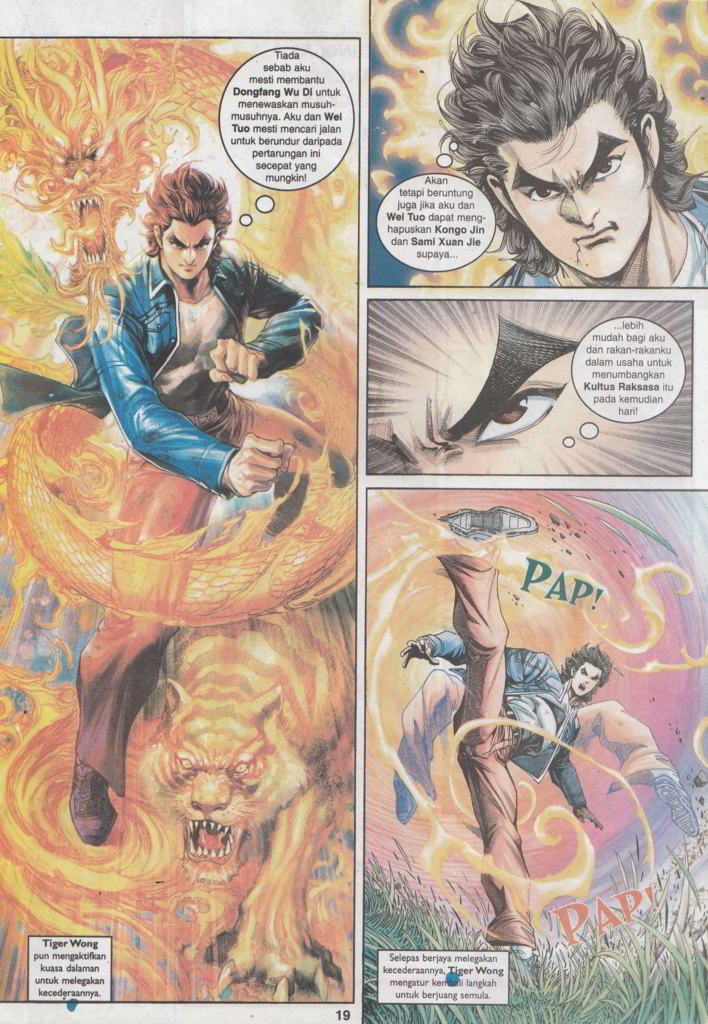 Tiada
sebab aku
mesti membantu
Dongfang Wu Di untuk
menewaskan musuh-
musuhnya. Aku dan Wei
Tuo mesti mencari jalan
untuk berundur daripada
pertarungan ini
secepat yang
mungkin!
Akan
tetapi beruntung
juga jika aku dan
Wei Tuo dapat meng-
hapuskan Kongo Jin
dan Sami Xuan Jie
supaya...
...lebih
mudah bagi aku
dan rakan-rakanku
dalam usaha untuk
menumbangkan
Kultus Raksasa itu
pada kemudian
hari!
PAP!
PAP!
Tiger Wong
pun mengaktifkan
kuasa dalaman
untuk melegakan
kecederaannya.
Selepas berjaya melegakan
kecederaannya, Tiger Wong
mengatur kembali langkah
untuk berjuang semula.
19